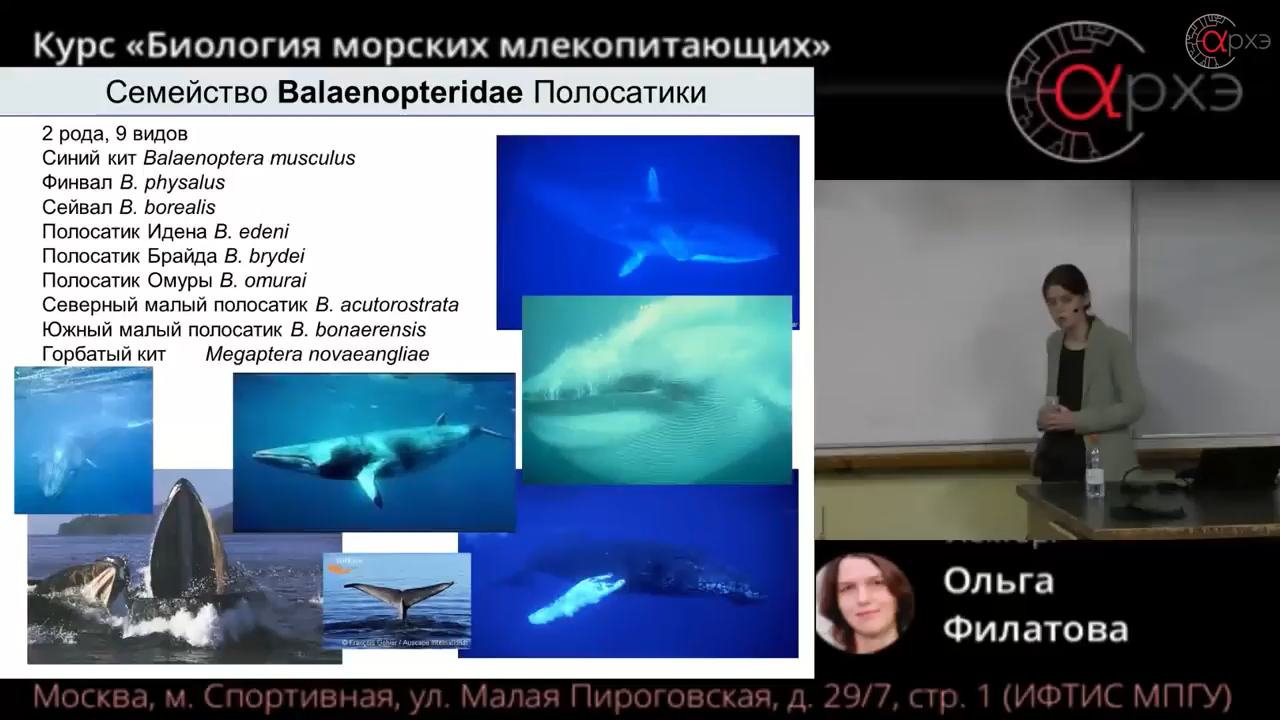 Курс «Биология морских млекопитающих»
αрхэ
αрхэ
Семейство Balaenopteridae Полосатики
2 рода, 9 видов
Синий кит Balaenoptera musculus
Финвал B. physalus
Сейвал B. borealis
Полосатик Идена B. edeni
Полосатик Брайда B. brydei
Полосатик Омуры B. omurai
Северный малый полосатик B. acutorostrata
Южный малый полосатик B. bonaerensis
Горбатый кит Megaptera novaeangliae
Ольга
Филатова
Москва, м. Спортивная, ул. Малая Пироговская, д. 29/7, стр. 1 (ИФТИС МПГУ)